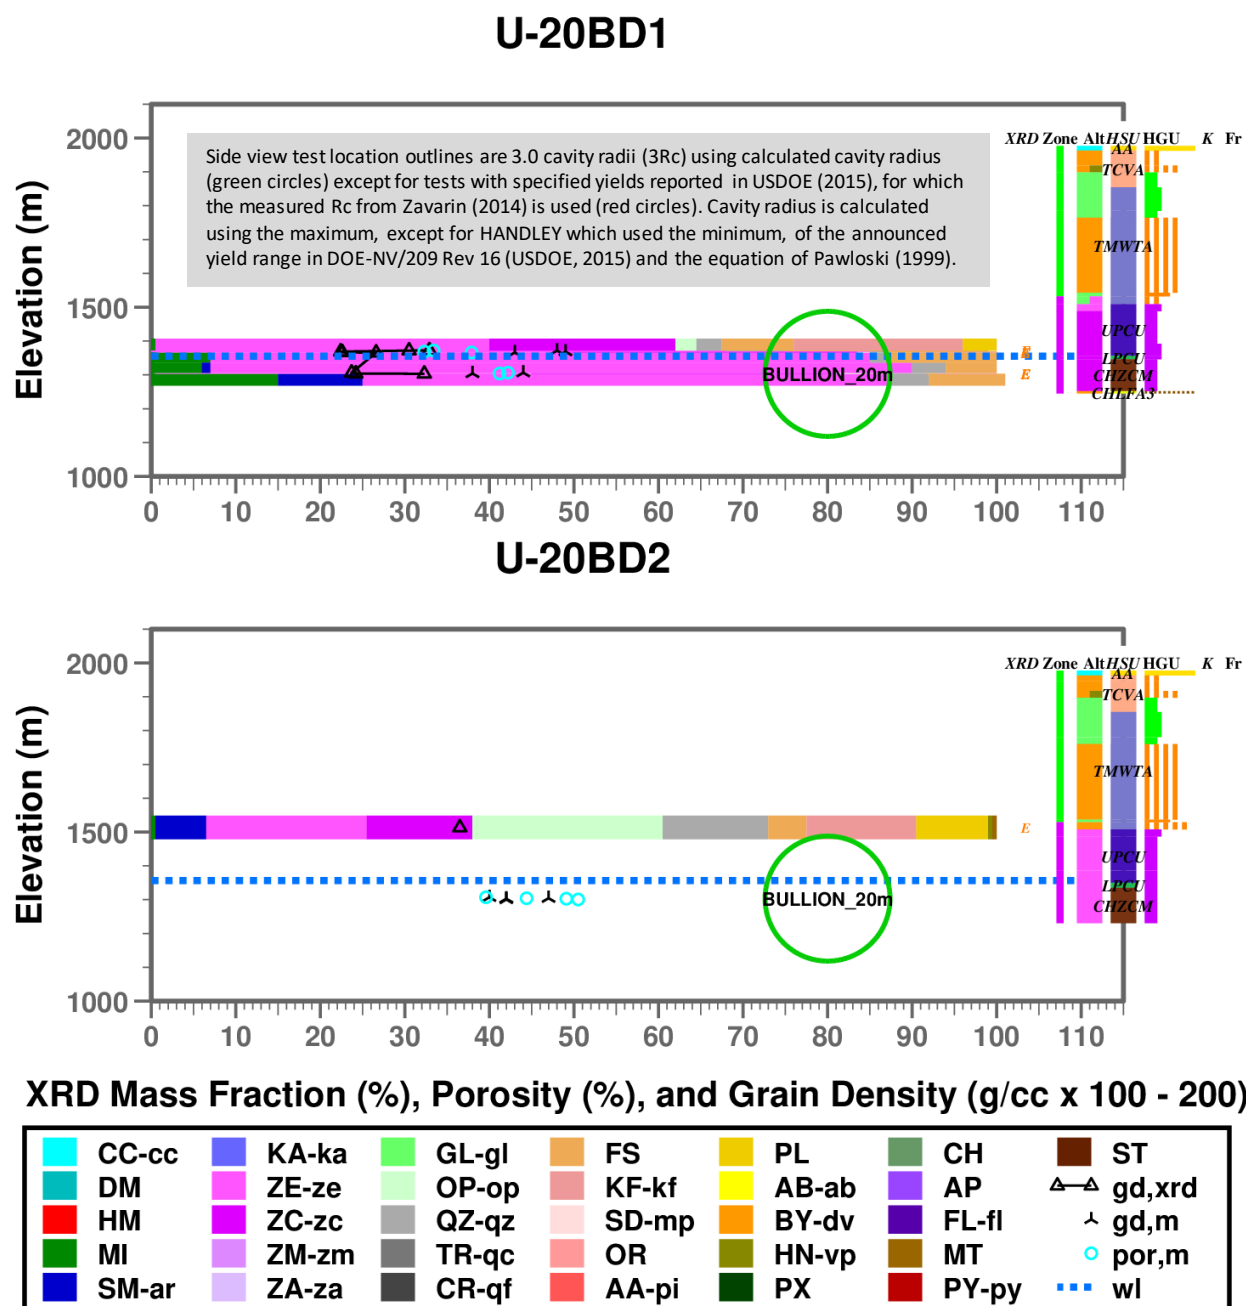 U-20BD1
Elevation (m)
2000
1500
1000
Side view test location outlines are 3.0 cavity radii (3Rc) using calculated cavity radius
(green circles) except for tests with specified yields reported in USDOE (2015), for which
the measured Rc from Zavarin (2014) is used (red circles). Cavity radius is calculated
using the maximum, except for HANDLEY which used the minimum, of the announced
yield range in DOE-NV/209 Rev 16 (USDOE, 2015) and the equation of Pawloski (1999).
XRD Zone Alt HSU HGU K Fr
AA
TCVA
TMWTA
UPCU
LPCU
CHZCM
CHLFA3
E
E
BULLION_20m
0 10 20 30 40 50 60 70 80 90 100 110
U-20BD2
Elevation (m)
2000
1500
1000
XRD Zone Alt HSU HGU K Fr
AA
TCVA
TMWTA
UPCU
LPCU
CHZCM
E
BULLION_20m
0 10 20 30 40 50 60 70 80 90 100 110
XRD Mass Fraction (%), Porosity (%), and Grain Density (g/cc x 100 - 200)
CC-cc KA-ka GL-gl FS PL CH ST
DM ZE-ze OP-op KF-kf AB-ab AP gd,xrd
HM ZC-zc QZ-qz SD-mp BY-dv FL-fl gd,m
MI ZM-zm TR-qc OR HN-vp MT por,m
SM-ar ZA-za CR-qf AA-pi PX PY-py wl